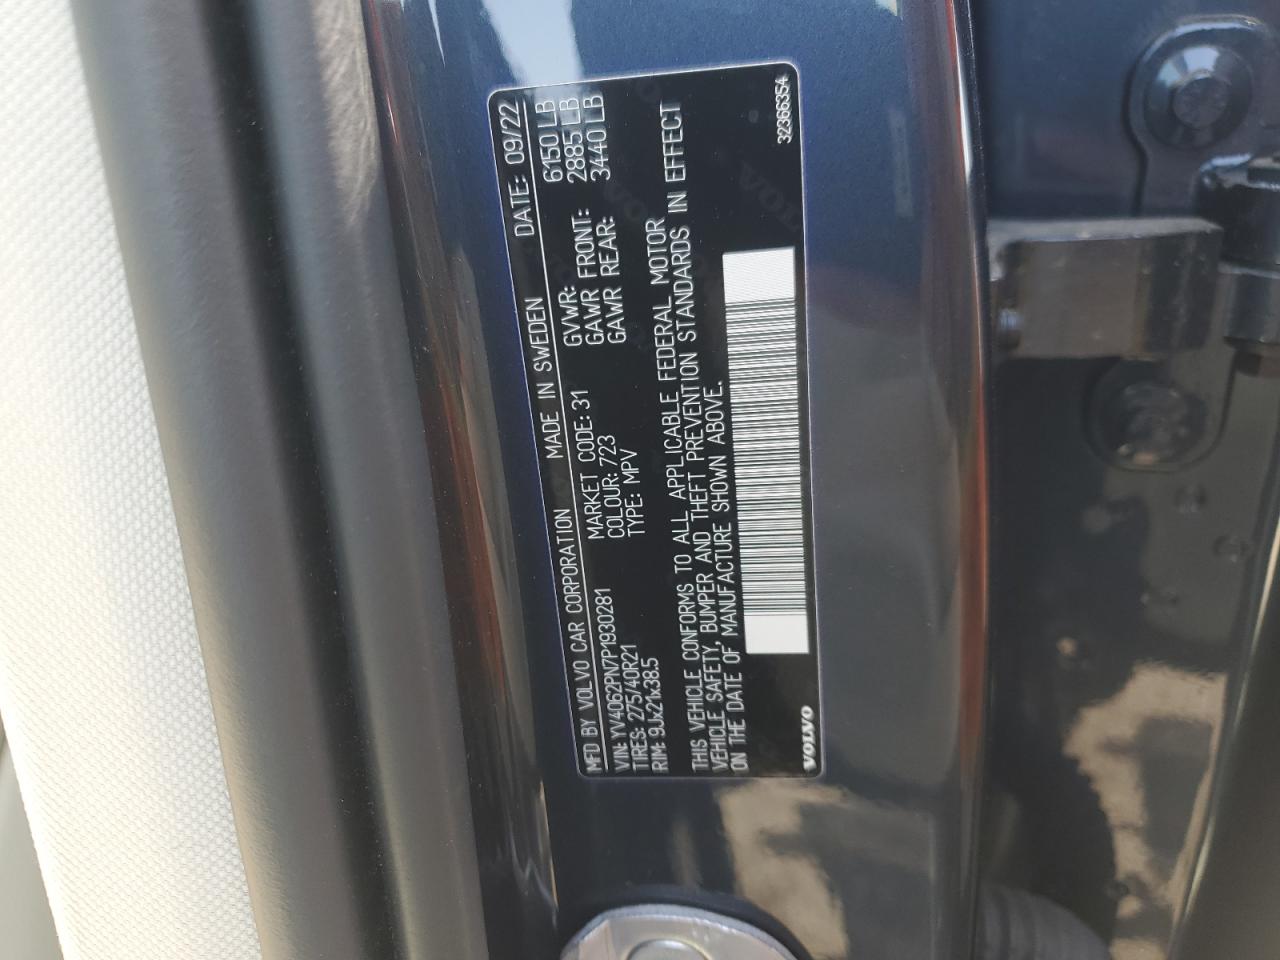 MFD BY VOLVO CAR CORPORATION MADE IN SWEDEN DATE: 09/22
VIN: YV4062PN7P1930281 MARKET CODE: 31 GVWR: 6150 LB
TIRES: 275/40R21 COLOUR: 723 GAWR FRONT: 2885 LB
RIM: 9Jx21x38.5 TYPE: MPV GAWR REAR: 3440 LB
THIS VEHICLE CONFORMS TO ALL APPLICABLE FEDERAL MOTOR
VEHICLE SAFETY, BUMPER AND THEFT PREVENTION STANDARDS IN EFFECT
ON THE DATE OF MANUFACTURE SHOWN ABOVE.
VOLVO 32366354